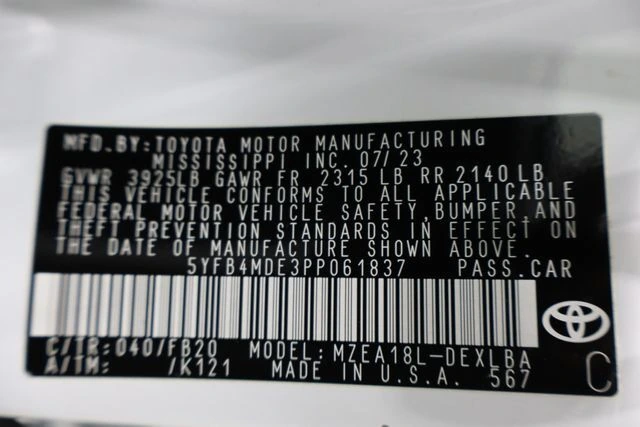 MFD.BY:TOYOTA MOTOR MANUFACTURING
MISSISSIPPI INC.07/23
GVWR 3925LB GAWR FR 2315 LB RR 2140 LB
THIS VEHICLE CONFORMS TO ALL APPLICABLE
FEDERAL MOTOR VEHICLE SAFETY,BUMPER,AND
THEFT PREVENTION STANDARDS IN EFFECT ON
THE DATE OF MANUFACTURE SHOWN ABOVE.
5YFB4MDE3PP061837 PASS.CAR
C/TR:040/FB20 MODEL:MZEA18L-DEXLBA
A/TM: /K121 MADE IN U.S.A. 567 C